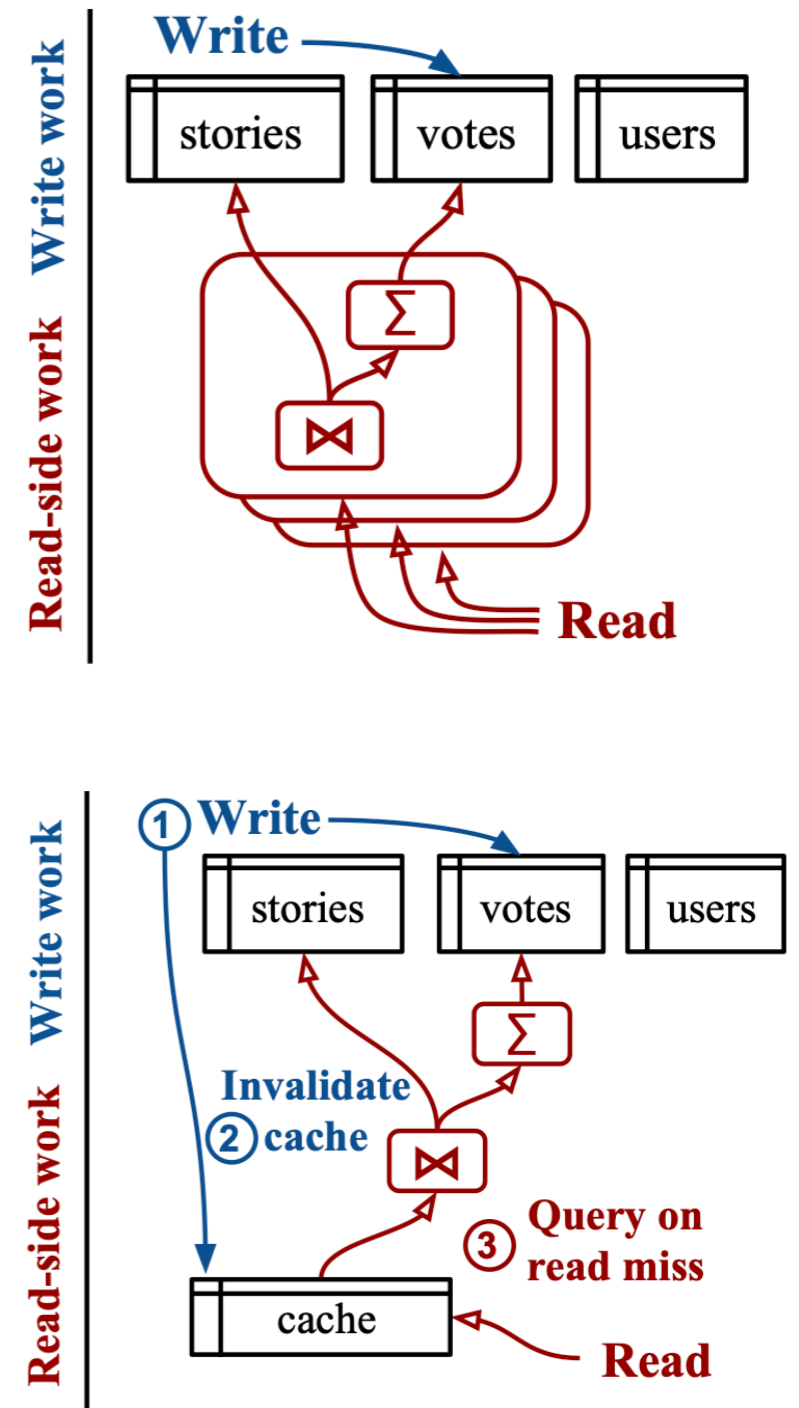 Write
stories
votes
users
Σ
⋈
Read
Write work
Read-side work
1 Write
stories
votes
users
Σ
Invalidate
2 cache
⋈
3 Query on
read miss
cache
Read
Write work
Read-side work